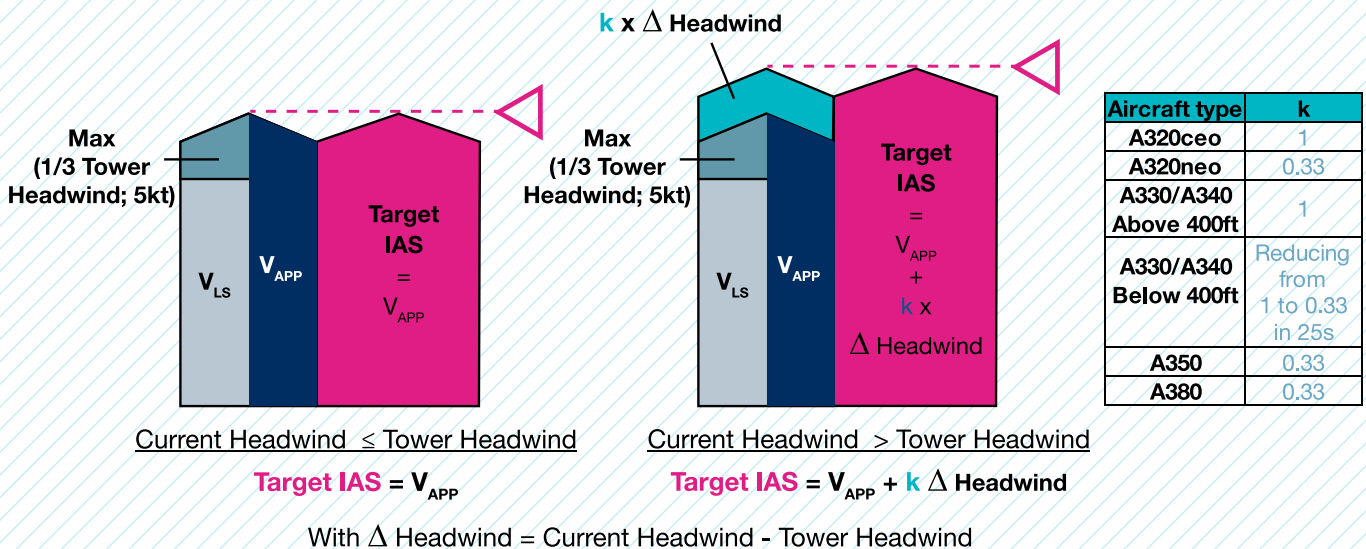 k x Δ Headwind
Max
(1/3 Tower
Headwind; 5kt)
V_LS
V_APP
Target
IAS
=
V_APP
Max
(1/3 Tower
Headwind; 5kt)
V_LS
V_APP
Target
IAS
=
V_APP
+
k x
Δ Headwind
Aircraft type k
A320ceo 1
A320neo 0.33
A330/A340
Above 400ft
1
A330/A340
Below 400ft
Reducing
from
1 to 0.33
in 25s
A350 0.33
A380 0.33
Current Headwind ≤ Tower Headwind
Target IAS = V_APP
Current Headwind > Tower Headwind
Target IAS = V_APP + k Δ Headwind
With Δ Headwind = Current Headwind - Tower Headwind